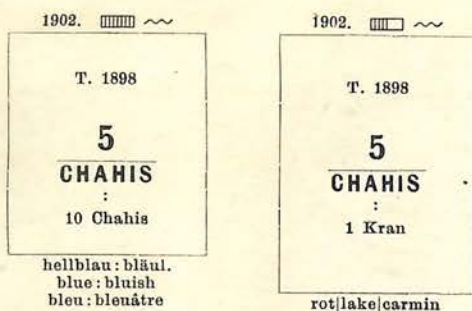 1902.
T. 1898
5
CHAHIS
:
10 Chahis
hellblau : bläul.
blue : bluish
bleu : bleuâtre
1902.
T. 1898
5
CHAHIS
:
1 Kran
rot|lake|carmin